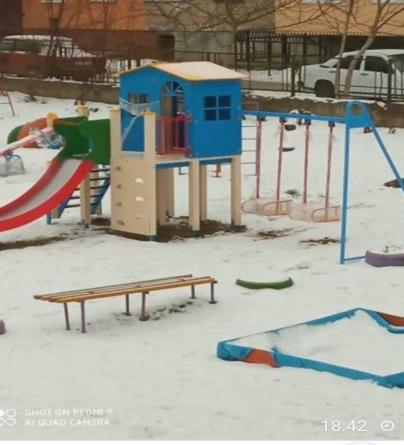 SHOT ON REDMI 9
AI QUAD CAMERA
18:42